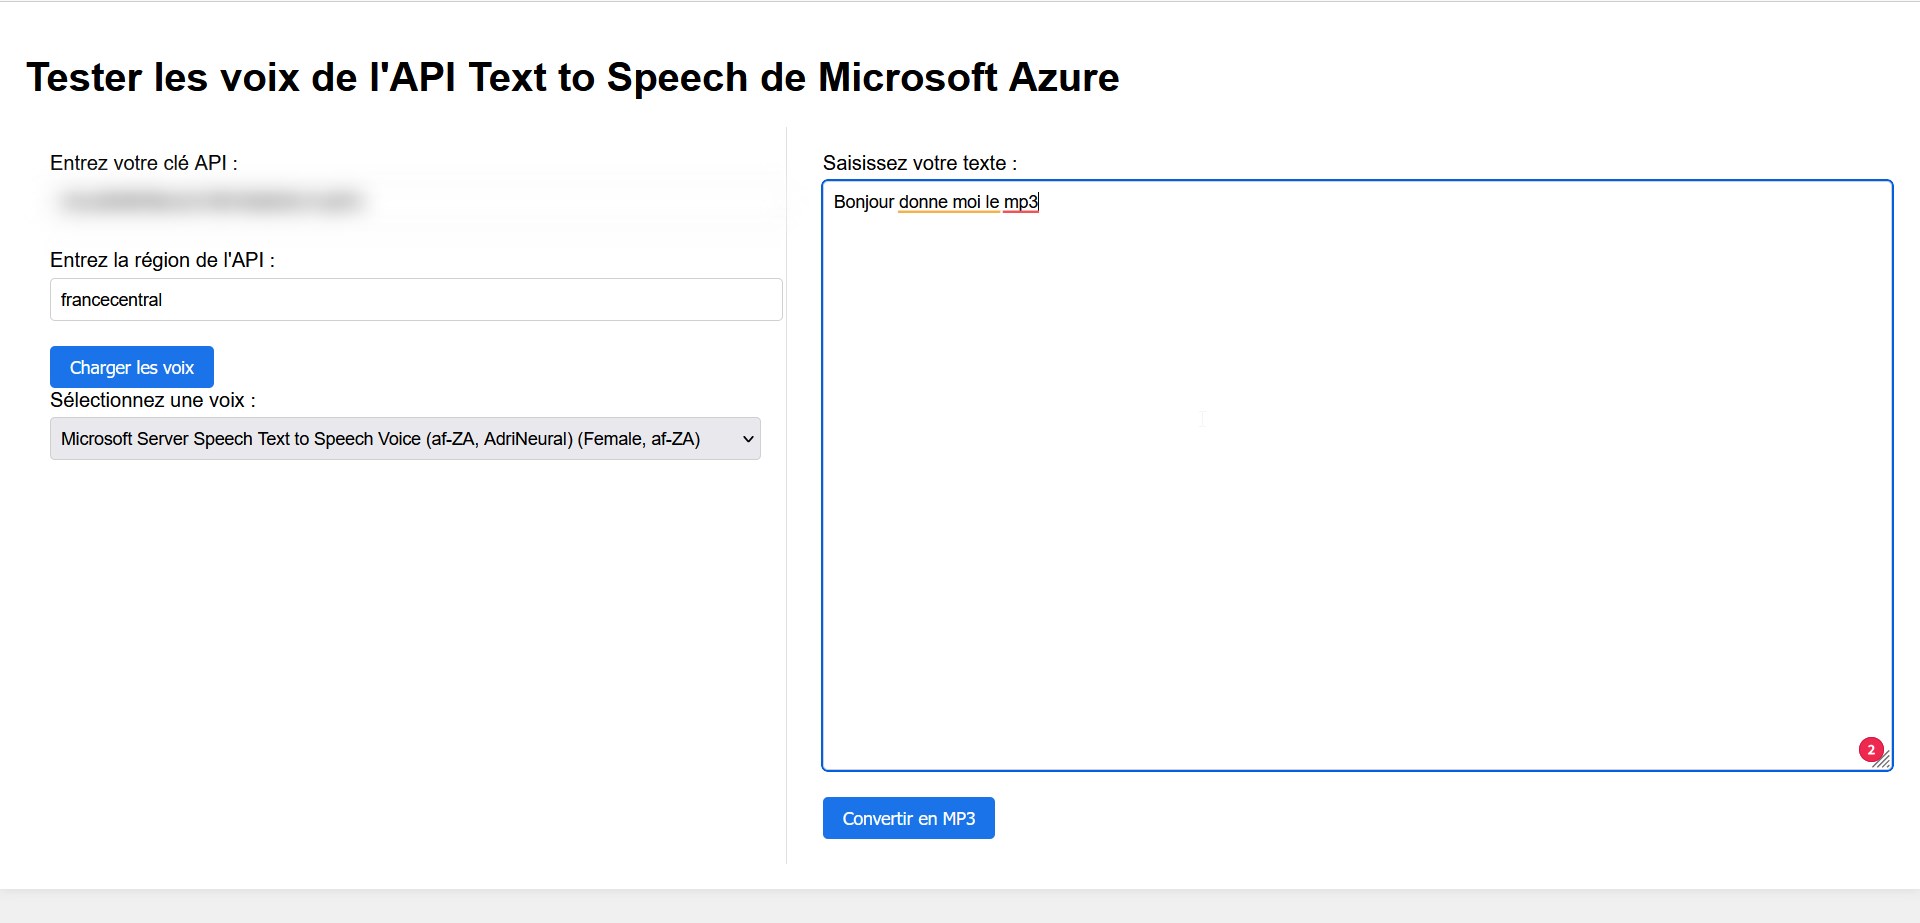 Tester les voix de l'API Text to Speech de Microsoft Azure
Entrez votre clé API :
Entrez la région de l'API :
francecentral
Charger les voix
Sélectionnez une voix :
Microsoft Server Speech Text to Speech Voice (af-ZA, AdriNeural) (Female, af-ZA)
Saisissez votre texte :
Bonjour donne moi le mp3
2
Convertir en MP3